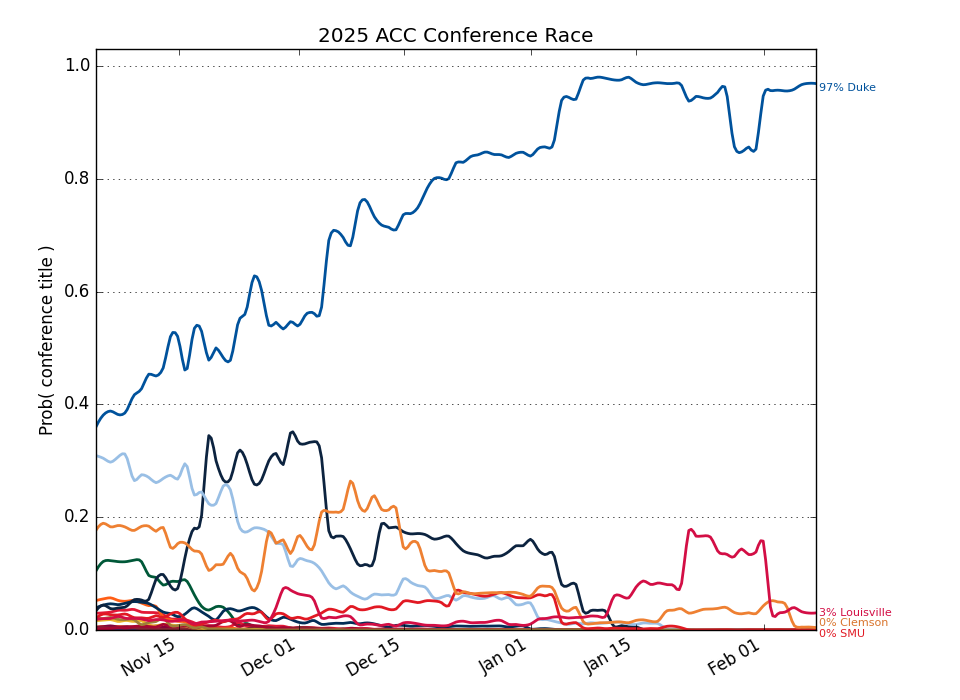 2025 ACC Conference Race
1.0
0.8
0.6
0.4
0.2
0.0
Prob( conference title )
97% Duke
3% Louisville
0% Clemson
0% SMU
Nov 15
Dec 01
Dec 15
Jan 01
Jan 15
Feb 01